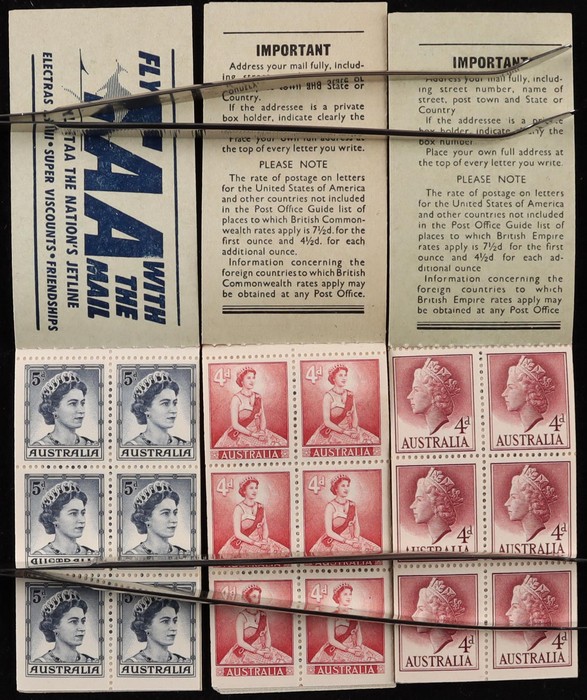 FLY TAA WITH
THE MAIL
TAA THE NATION'S JETLINE
ELECTRAS SUPER VISCOUNTS • FRIENDSHIPS
IMPORTANT
Address your mail fully, includ-
ing street
town and State or
Country.
If the addressee is a private
box holder, indicate clearly the
Place your own full address at
the top of every letter you write.
PLEASE NOTE
The rate of postage on letters
for the United States of America
and other countries not included
in the Post Office Guide list of
places to which British Common-
wealth rates apply is 7½d. for the
first ounce and 4½d. for each
additional ounce.
Information concerning the
foreign countries to which British
Commonwealth rates apply may
be obtained at any Post Office.
IMPORTANT
Address your mail fully, includ-
ing street number, name of
street, post town and State or
Country
If the addressee is a private
box holder, indicate the
box number
Place your own full address at
the top of every letter you write.
PLEASE NOTE
The rate of postage on letters
for the United States of America
and other countries not included
in the Post Office Guide list of
places to which British Empire
rates apply is 7½d for the first
ounce and 4½d for each ad-
ditional ounce
Information concerning the
foreign countries to which
British Empire rates apply may
be obtained at any Post Office
5d
5d
AUSTRALIA
AUSTRALIA
5d
5d
AUSTRALIA
5d
AUSTRALIA
AUSTRALIA
4d
4d
AUSTRALIA
AUSTRALIA
4d
4d
4d
4d
AUSTRALIA
AUSTRALIA
4d
4d
AUSTRALIA
AUSTRALIA
4d
4d
AUSTRALIA
AUSTRALIA
4d
4d
AUSTRALIA
AUSTRALIA